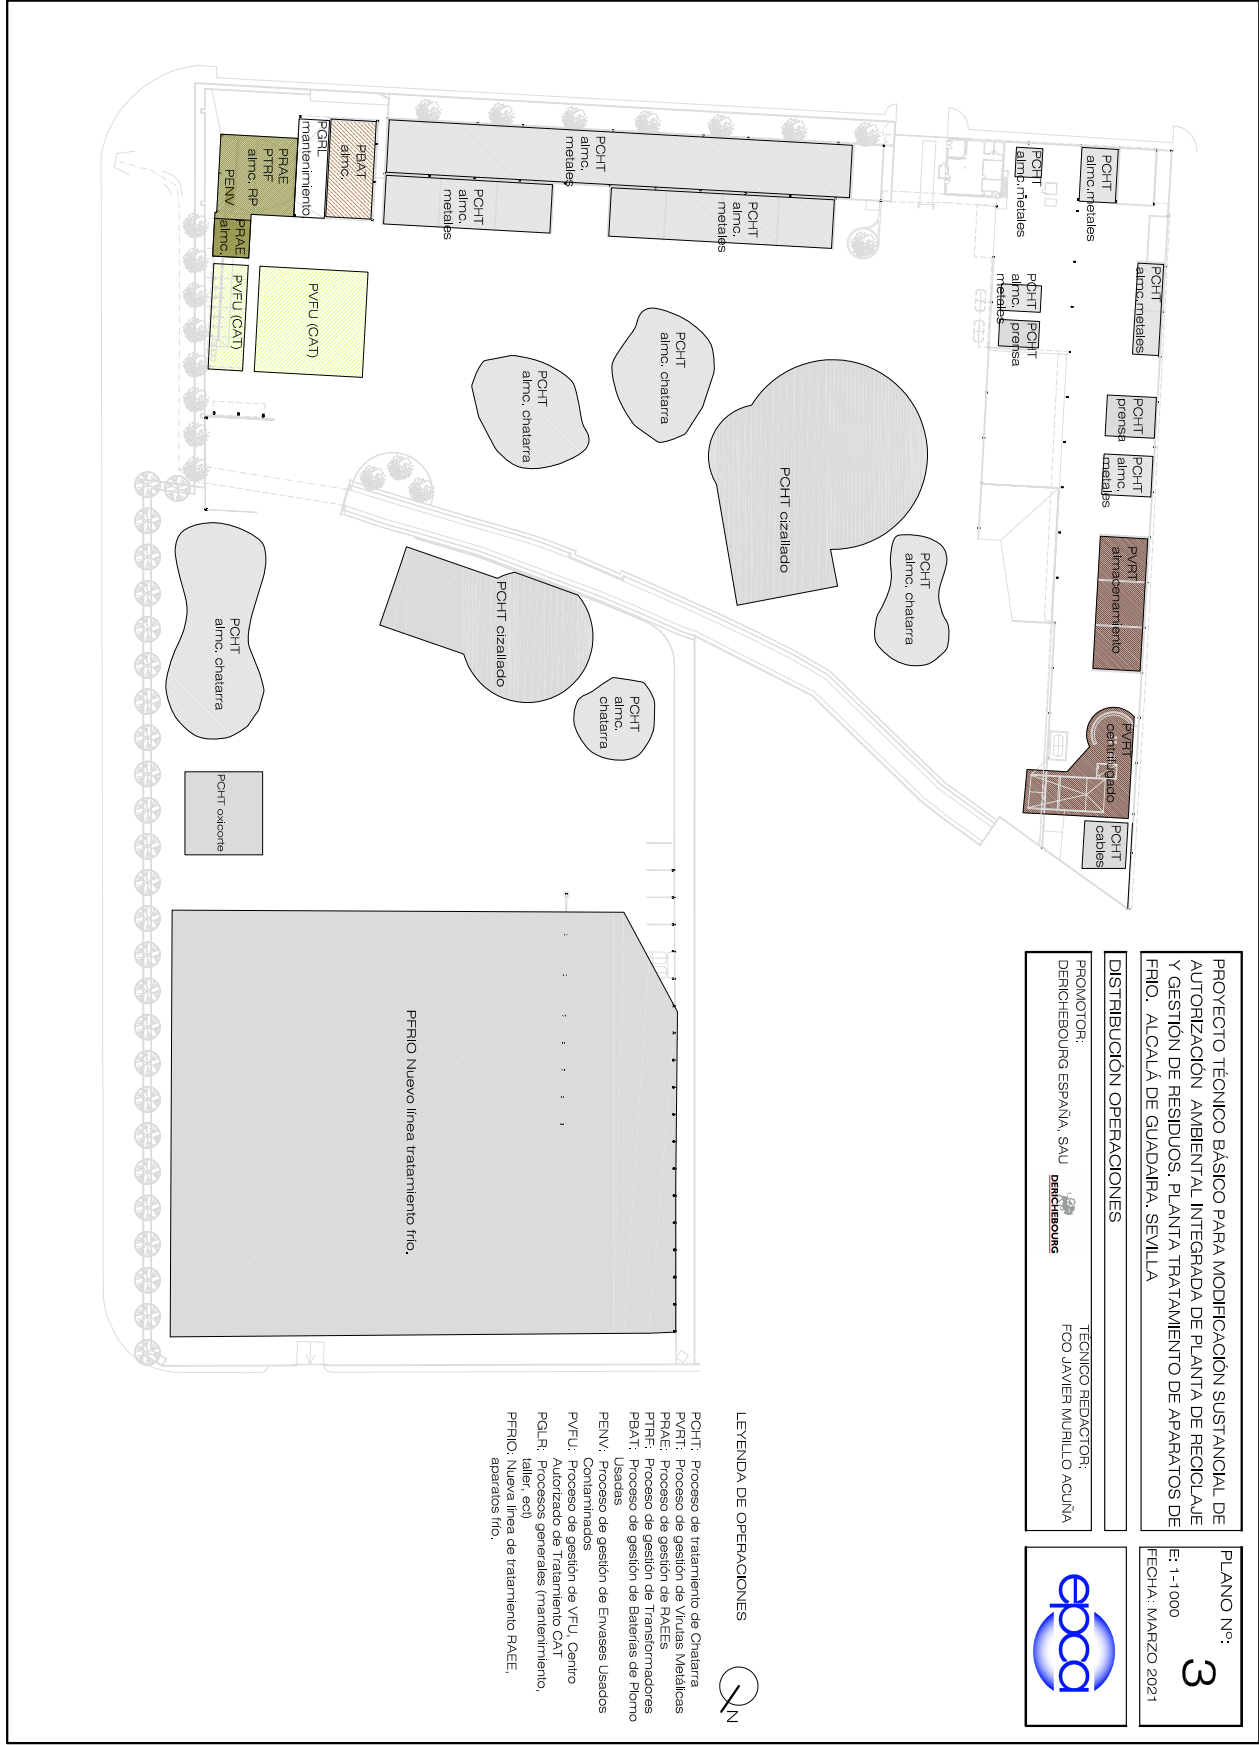 PCHT
almc.
metales
PCHT
almc.
metales
PCHT
almc.
metales
PBAT
almc.
PGRL
mantenimiento
PRAE
PTRF
almc. RP
PENV
PRAE
almc.
PVFU (CAT)
PVFU (CAT)
PCHT
almc.metales
PCHT
almc.metales
PCHT
almc.metales
PCHT
almc.
metales
PCHT
prensa
PCHT
prensa
PCHT
almc.
metales
PVRT
almacenamiento
PVRT
centrifugado
PCHT
cables
PCHT
almc. chatarra
PCHT
almc. chatarra
PCHT cizallado
PCHT
almc. chatarra
PCHT cizallado
PCHT
almc.
chatarra
PCHT
almc. chatarra
PCHT oxicorte
PFRIO Nuevo línea tratamiento frío.
PROYECTO TÉCNICO BÁSICO PARA MODIFICACIÓN SUSTANCIAL DE
AUTORIZACIÓN AMBIENTAL INTEGRADA DE PLANTA DE RECICLAJE
Y GESTIÓN DE RESIDUOS. PLANTA TRATAMIENTO DE APARATOS DE
FRIO. ALCALÁ DE GUADAIRA. SEVILLA
DISTRIBUCIÓN OPERACIONES
PROMOTOR:
DERICHEBOURG ESPAÑA, SAU
DERICHEBOURG
TÉCNICO REDACTOR:
FCO JAVIER MURILLO ACUÑA
PLANO Nº:
3
E: 1-1000
FECHA: MARZO 2021
epca
LEYENDA DE OPERACIONES
PCHT: Proceso de tratamiento de Chatarra
PVRT: Proceso de gestión de Virutas Metálicas
PRAE: Proceso de gestión de RAEEs
PTRF: Proceso de gestión de Transformadores
PBAT: Proceso de gestión de Baterías de Plomo
Usadas
PENV: Proceso de gestión de Envases Usados
Contaminados
PVFU: Proceso de gestión de VFU, Centro
Autorizado de Tratamiento CAT
PGLR: Procesos generales (mantenimiento,
taller, ect)
PFRIO: Nueva línea de tratamiento RAEE,
aparatos frío.
N